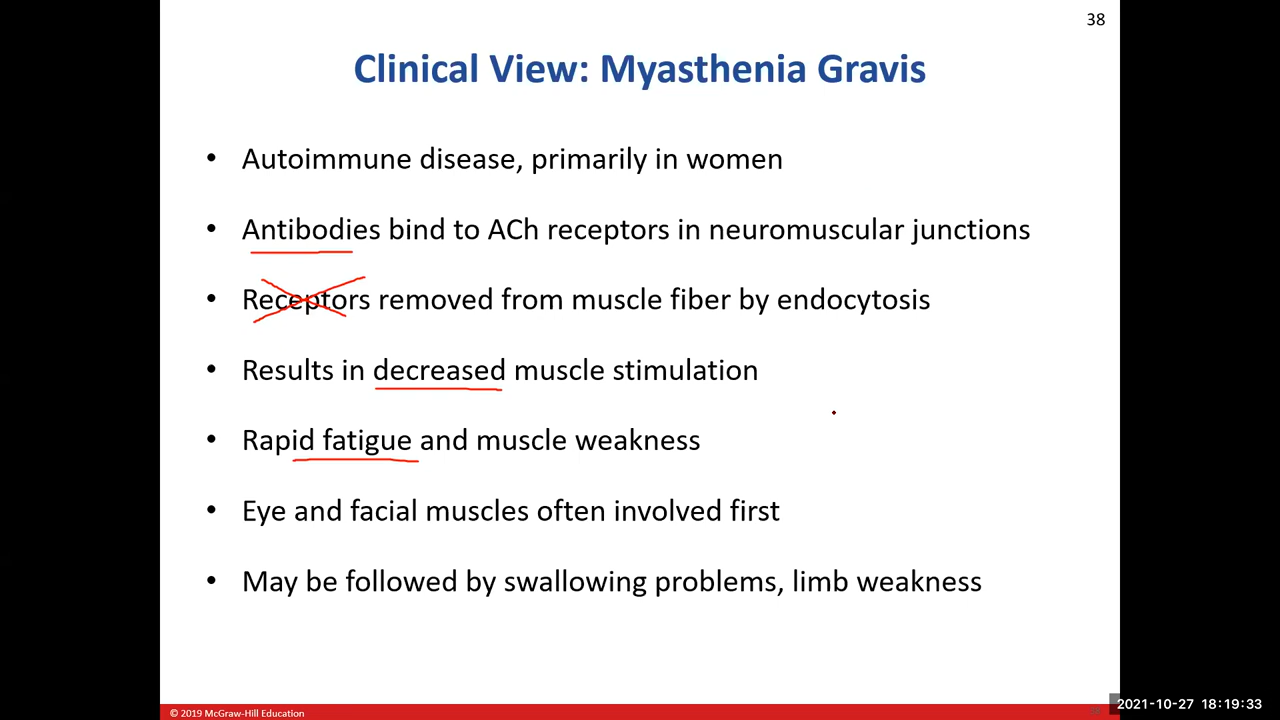 38
Clinical View: Myasthenia Gravis
• Autoimmune disease, primarily in women
• Antibodies bind to ACh receptors in neuromuscular junctions
• Receptors removed from muscle fiber by endocytosis
• Results in decreased muscle stimulation
• Rapid fatigue and muscle weakness
• Eye and facial muscles often involved first
• May be followed by swallowing problems, limb weakness
© 2019 McGraw-Hill Education
2021-10-27 18:19:33